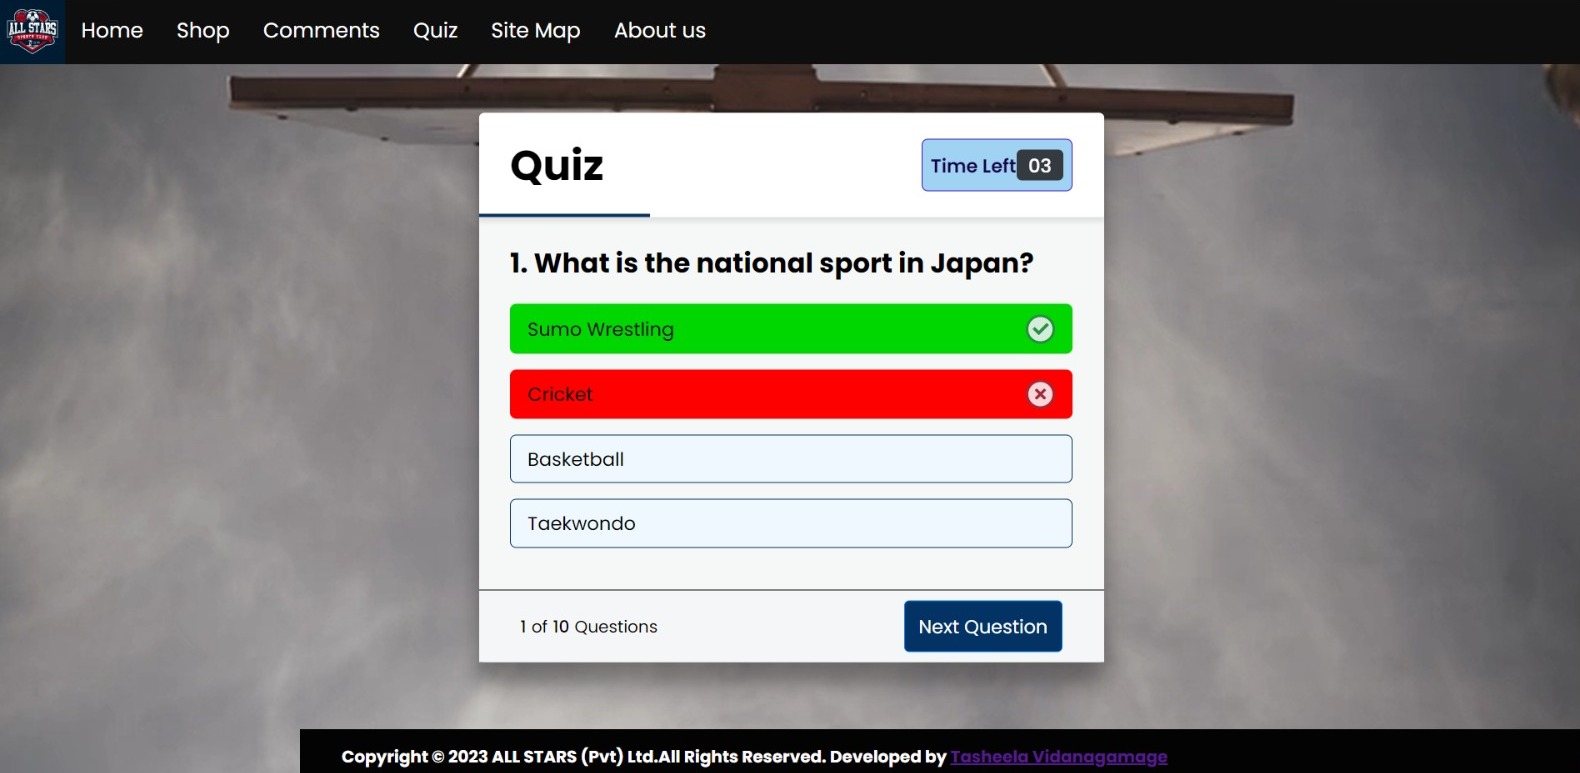 ALL STARS
Home Shop Comments Quiz Site Map About us
Quiz
Time Left 03
1. What is the national sport in Japan?
Sumo Wrestling
Cricket
Basketball
Taekwondo
1 of 10 Questions
Next Question
Copyright © 2023 ALL STARS (Pvt) Ltd.All Rights Reserved. Developed by Tasheela Vidanagamage